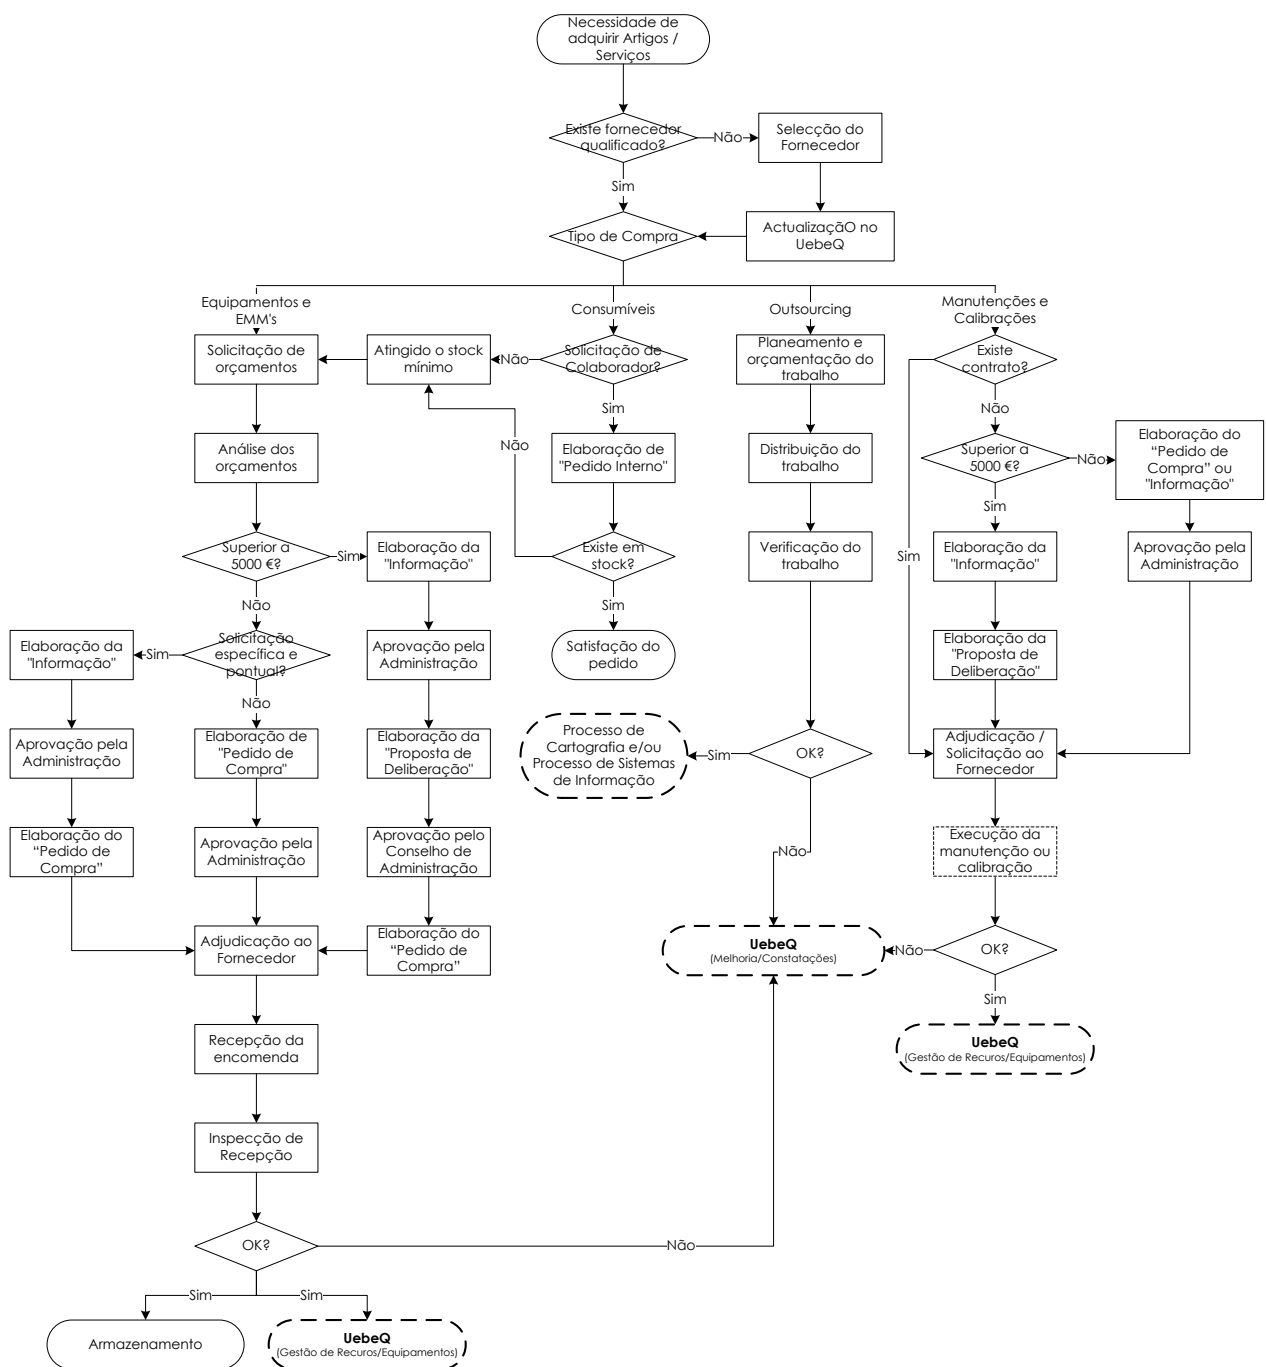 Necessidade de
adquirir Artigos /
Serviços
Existe fornecedor
qualificado?
Não
Selecção do
Fornecedor
Sim
Tipo de Compra
ActualizaçãO no
UebeQ
Equipamentos e
EMM's
Consumíveis
Outsourcing
Manutenções e
Calibrações
Solicitação de
orçamentos
Atingido o stock
mínimo
Não
Solicitação de
Colaborador?
Planeamento e
orçamentação do
trabalho
Existe
contrato?
Sim
Não
Não
Análise dos
orçamentos
Elaboração de
"Pedido Interno"
Distribuição do
trabalho
Superior a
5000 €?
Não
Elaboração do
“Pedido de
Compra” ou
"Informação"
Sim
Superior a
5000 €?
Sim
Elaboração da
"Informação"
Existe em
stock?
Verificação do
trabalho
Sim
Elaboração da
"Informação"
Aprovação pela
Administração
Não
Sim
Elaboração da
"Informação"
Sim
Solicitação
específica e
pontual?
Aprovação pela
Administração
Satisfação do
pedido
Elaboração da
"Proposta de
Deliberação"
Não
Aprovação pela
Administração
Elaboração de
"Pedido de
Compra"
Elaboração da
"Proposta de
Deliberação"
Processo de
Cartografia e/ou
Processo de Sistemas
de Informação
Sim
OK?
Adjudicação /
Solicitação ao
Fornecedor
Elaboração do
“Pedido de
Compra”
Aprovação pela
Administração
Aprovação pelo
Conselho de
Administração
Não
Execução da
manutenção ou
calibração
Adjudicação ao
Fornecedor
Elaboração do
“Pedido de
Compra”
UebeQ
(Melhoria/Constatações)
Não
OK?
Sim
Recepção da
encomenda
UebeQ
(Gestão de Recuros/Equipamentos)
Inspecção de
Recepção
OK?
Não
Sim
Sim
Armazenamento
UebeQ
(Gestão de Recuros/Equipamentos)